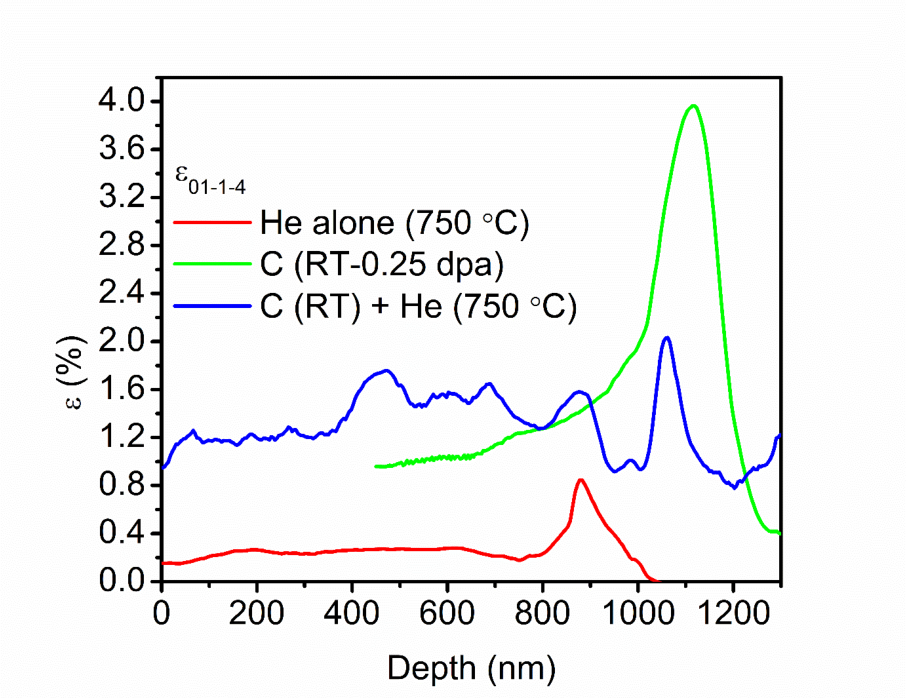 4.0
3.6
3.2
2.8
2.4
2.0
1.6
1.2
0.8
0.4
0.0
ε (%)
ε01-1-4
He alone (750 °C)
C (RT-0.25 dpa)
C (RT) + He (750 °C)
0 200 400 600 800 1000 1200
Depth (nm)